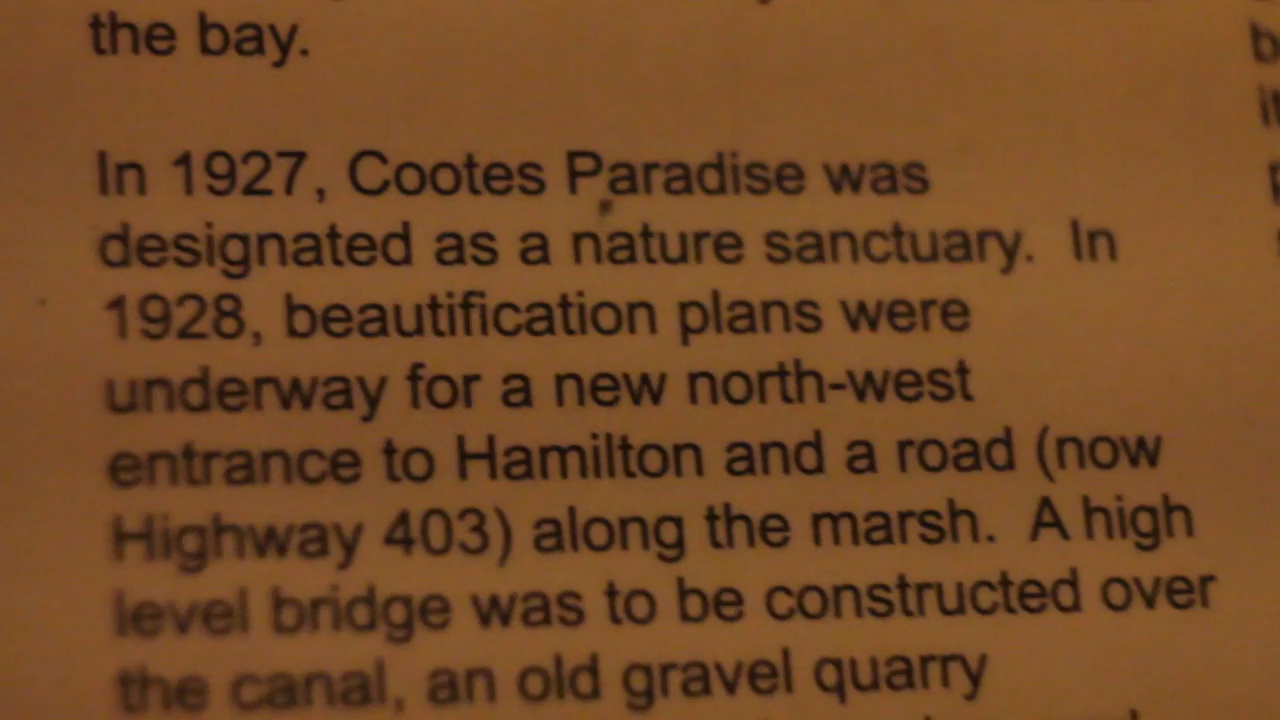 the bay.
In 1927, Cootes Paradise was
designated as a nature sanctuary. In
1928, beautification plans were
underway for a new north-west
entrance to Hamilton and a road (now
Highway 403) along the marsh. A high
level bridge was to be constructed over
the canal, an old gravel quarry